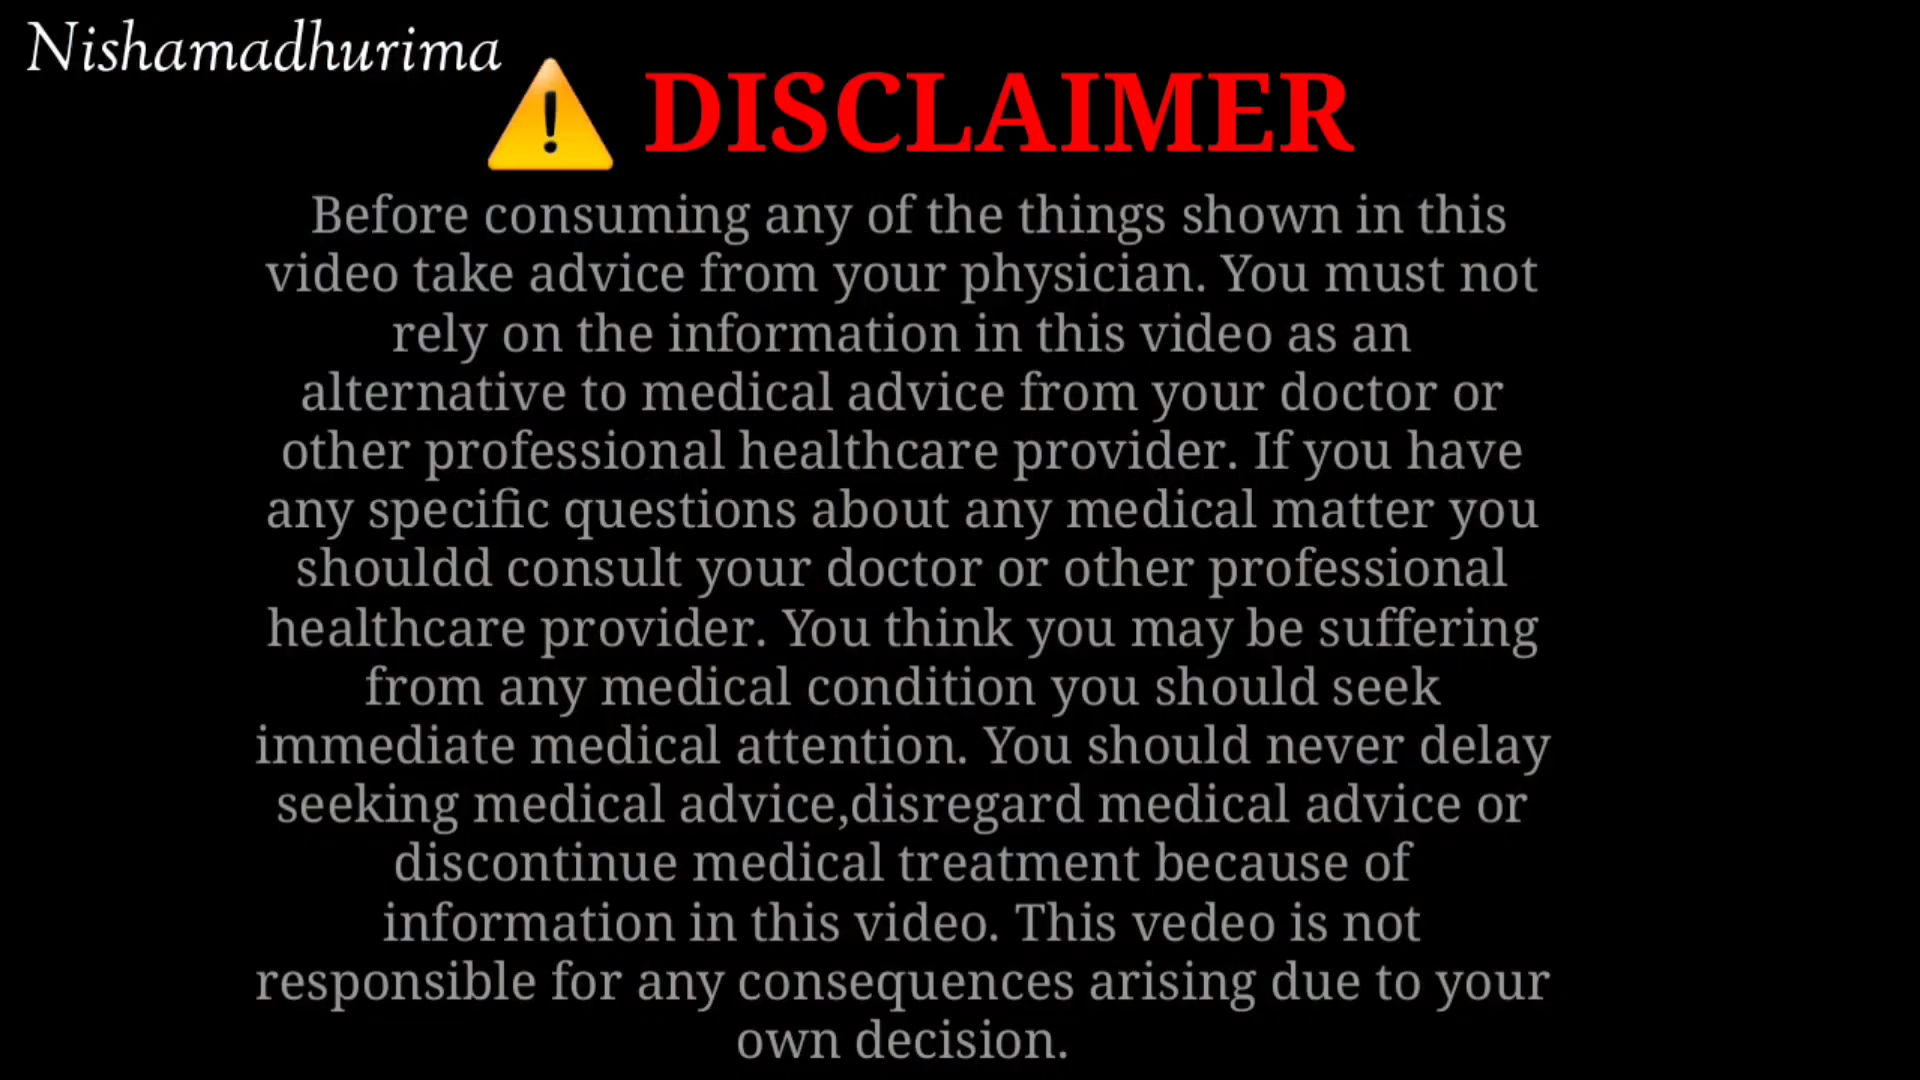 Nishamadhurima
DISCLAIMER
Before consuming any of the things shown in this
video take advice from your physician. You must not
rely on the information in this video as an
alternative to medical advice from your doctor or
other professional healthcare provider. If you have
any specific questions about any medical matter you
shouldd consult your doctor or other professional
healthcare provider. You think you may be suffering
from any medical condition you should seek
immediate medical attention. You should never delay
seeking medical advice,disregard medical advice or
discontinue medical treatment because of
information in this video. This vedeo is not
responsible for any consequences arising due to your
own decision.